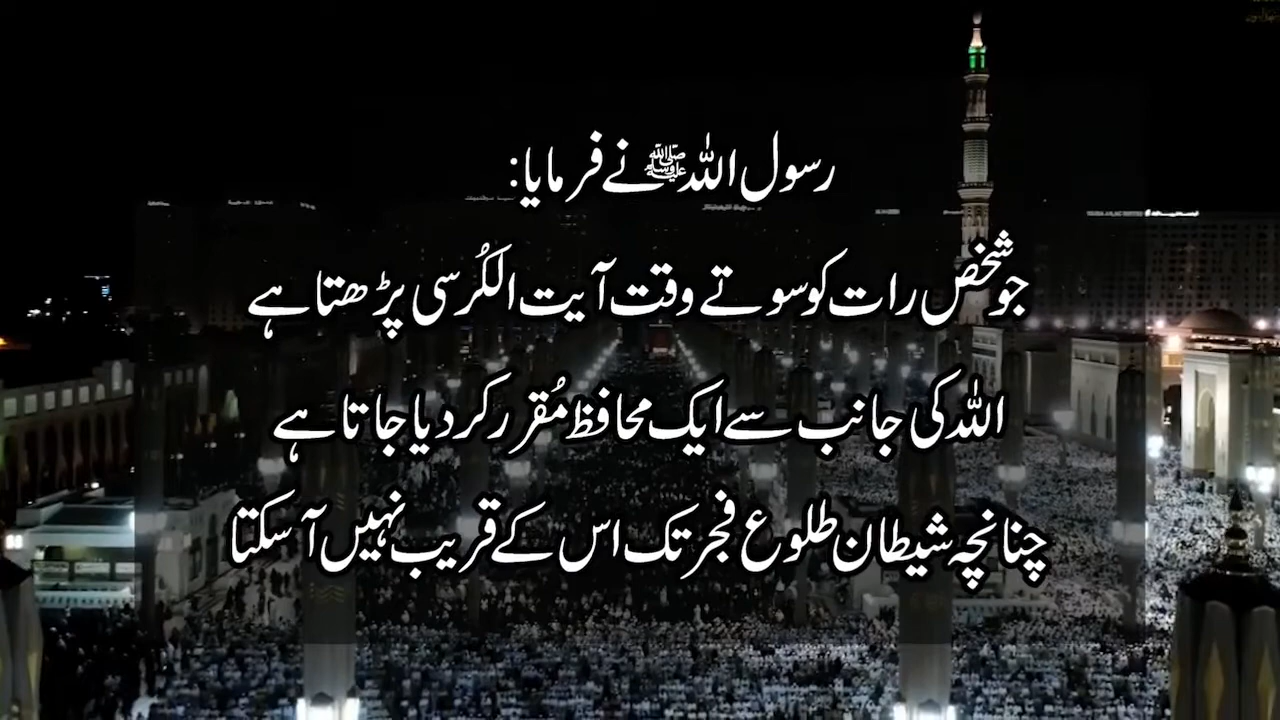 رسول اللہ ﷺ نے فرمایا:
جو شخص رات کو سوتے وقت آیت الکُرسی پڑھتا ہے
اللہ کی جانب سے ایک محافظ مُقرر کر دیا جاتا ہے
چنانچہ شیطان طلوع فجر تک اس کے قریب نہیں آ سکتا